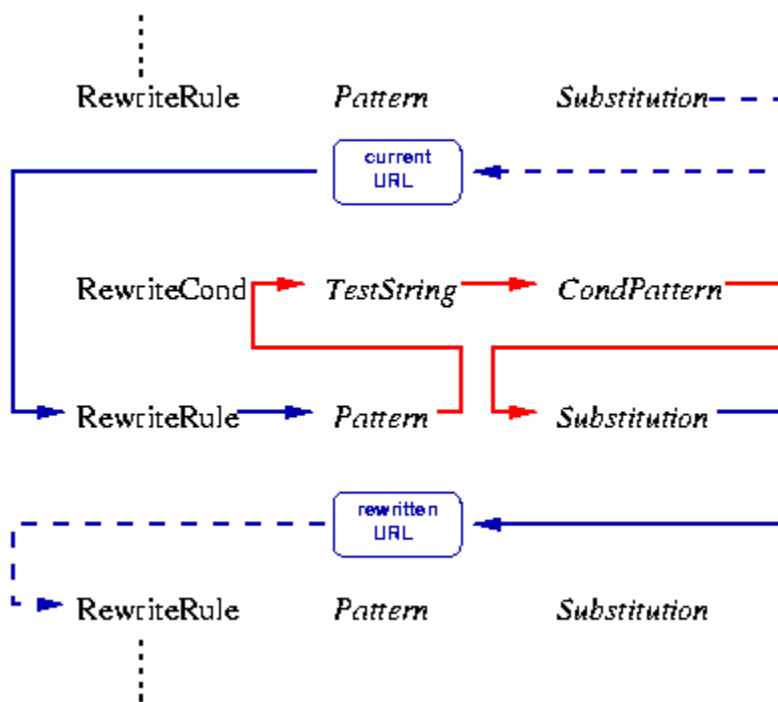 RewriteRule Pattern Substitution
current
URL
RewriteCond TestString CondPattern
RewriteRule Pattern Substitution
rewritten
URL
RewriteRule Pattern Substitution